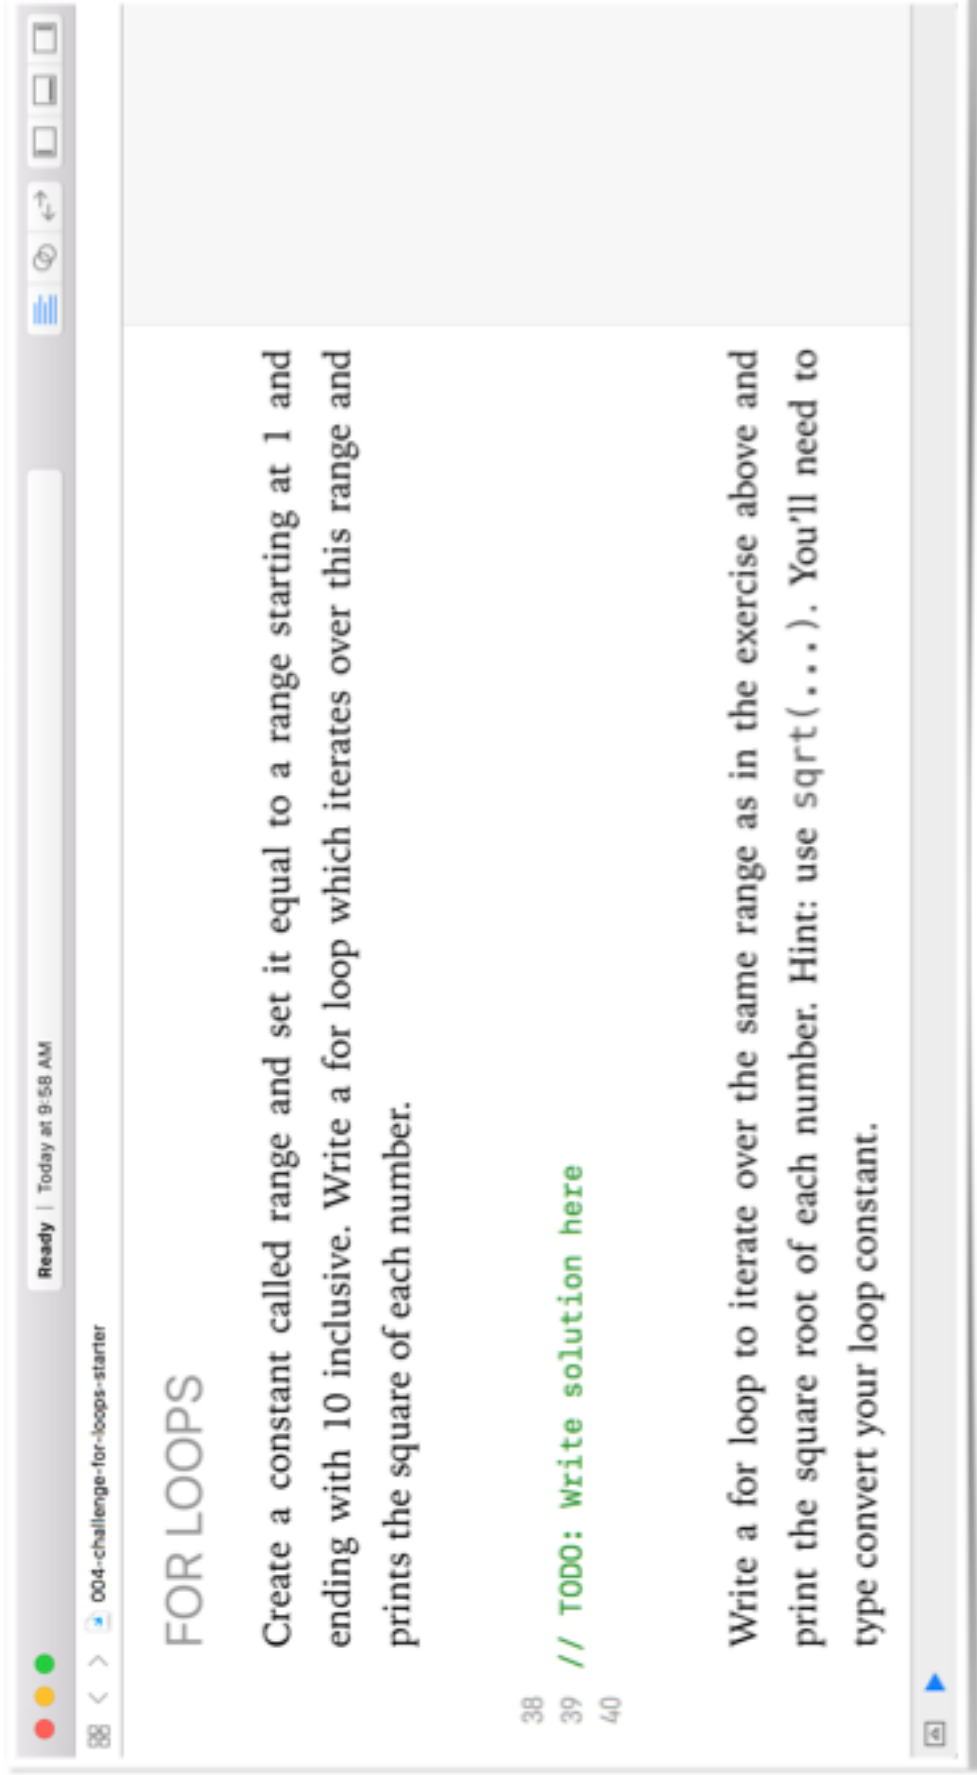 Ready | Today at 9:58 AM
004-challenge-for-loops-starter
FOR LOOPS
Create a constant called range and set it equal to a range starting at 1 and
ending with 10 inclusive. Write a for loop which iterates over this range and
prints the square of each number.
38
39 // TODO: Write solution here
40
Write a for loop to iterate over the same range as in the exercise above and
print the square root of each number. Hint: use sqrt(...). You'll need to
type convert your loop constant.